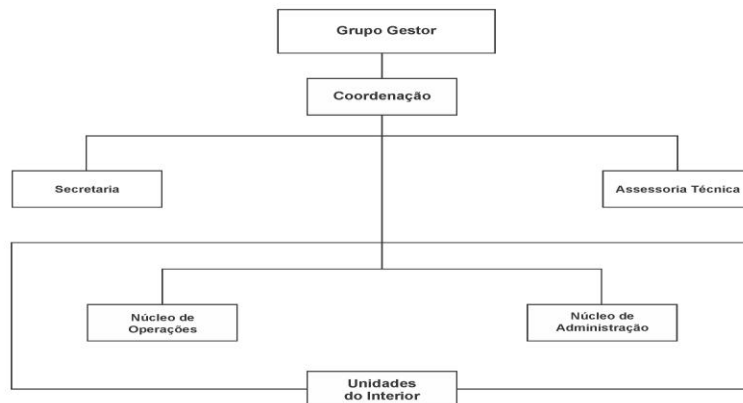 Grupo Gestor
Coordenação
Secretaria
Assessoria Técnica
Núcleo de
Operações
Núcleo de
Administração
Unidades
do Interior